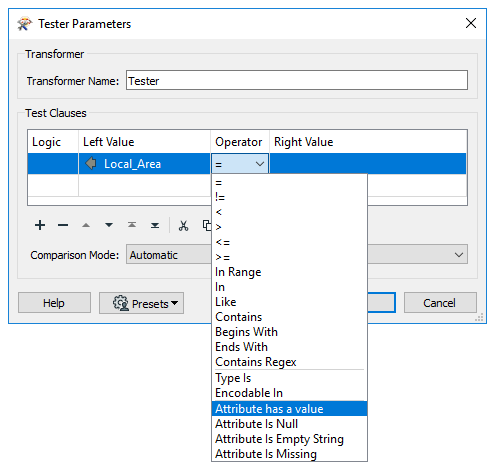 Tester Parameters
Transformer
Transformer Name: Tester
Test Clauses
Logic Left Value Operator Right Value
Local_Area =
=
!=
<
>
<=
>=
In Range
In
Like
Contains
Begins With
Ends With
Contains Regex
Type Is
Encodable In
Attribute has a value
Attribute Is Null
Attribute Is Empty String
Attribute Is Missing
Comparison Mode: Automatic
Help Presets Cancel